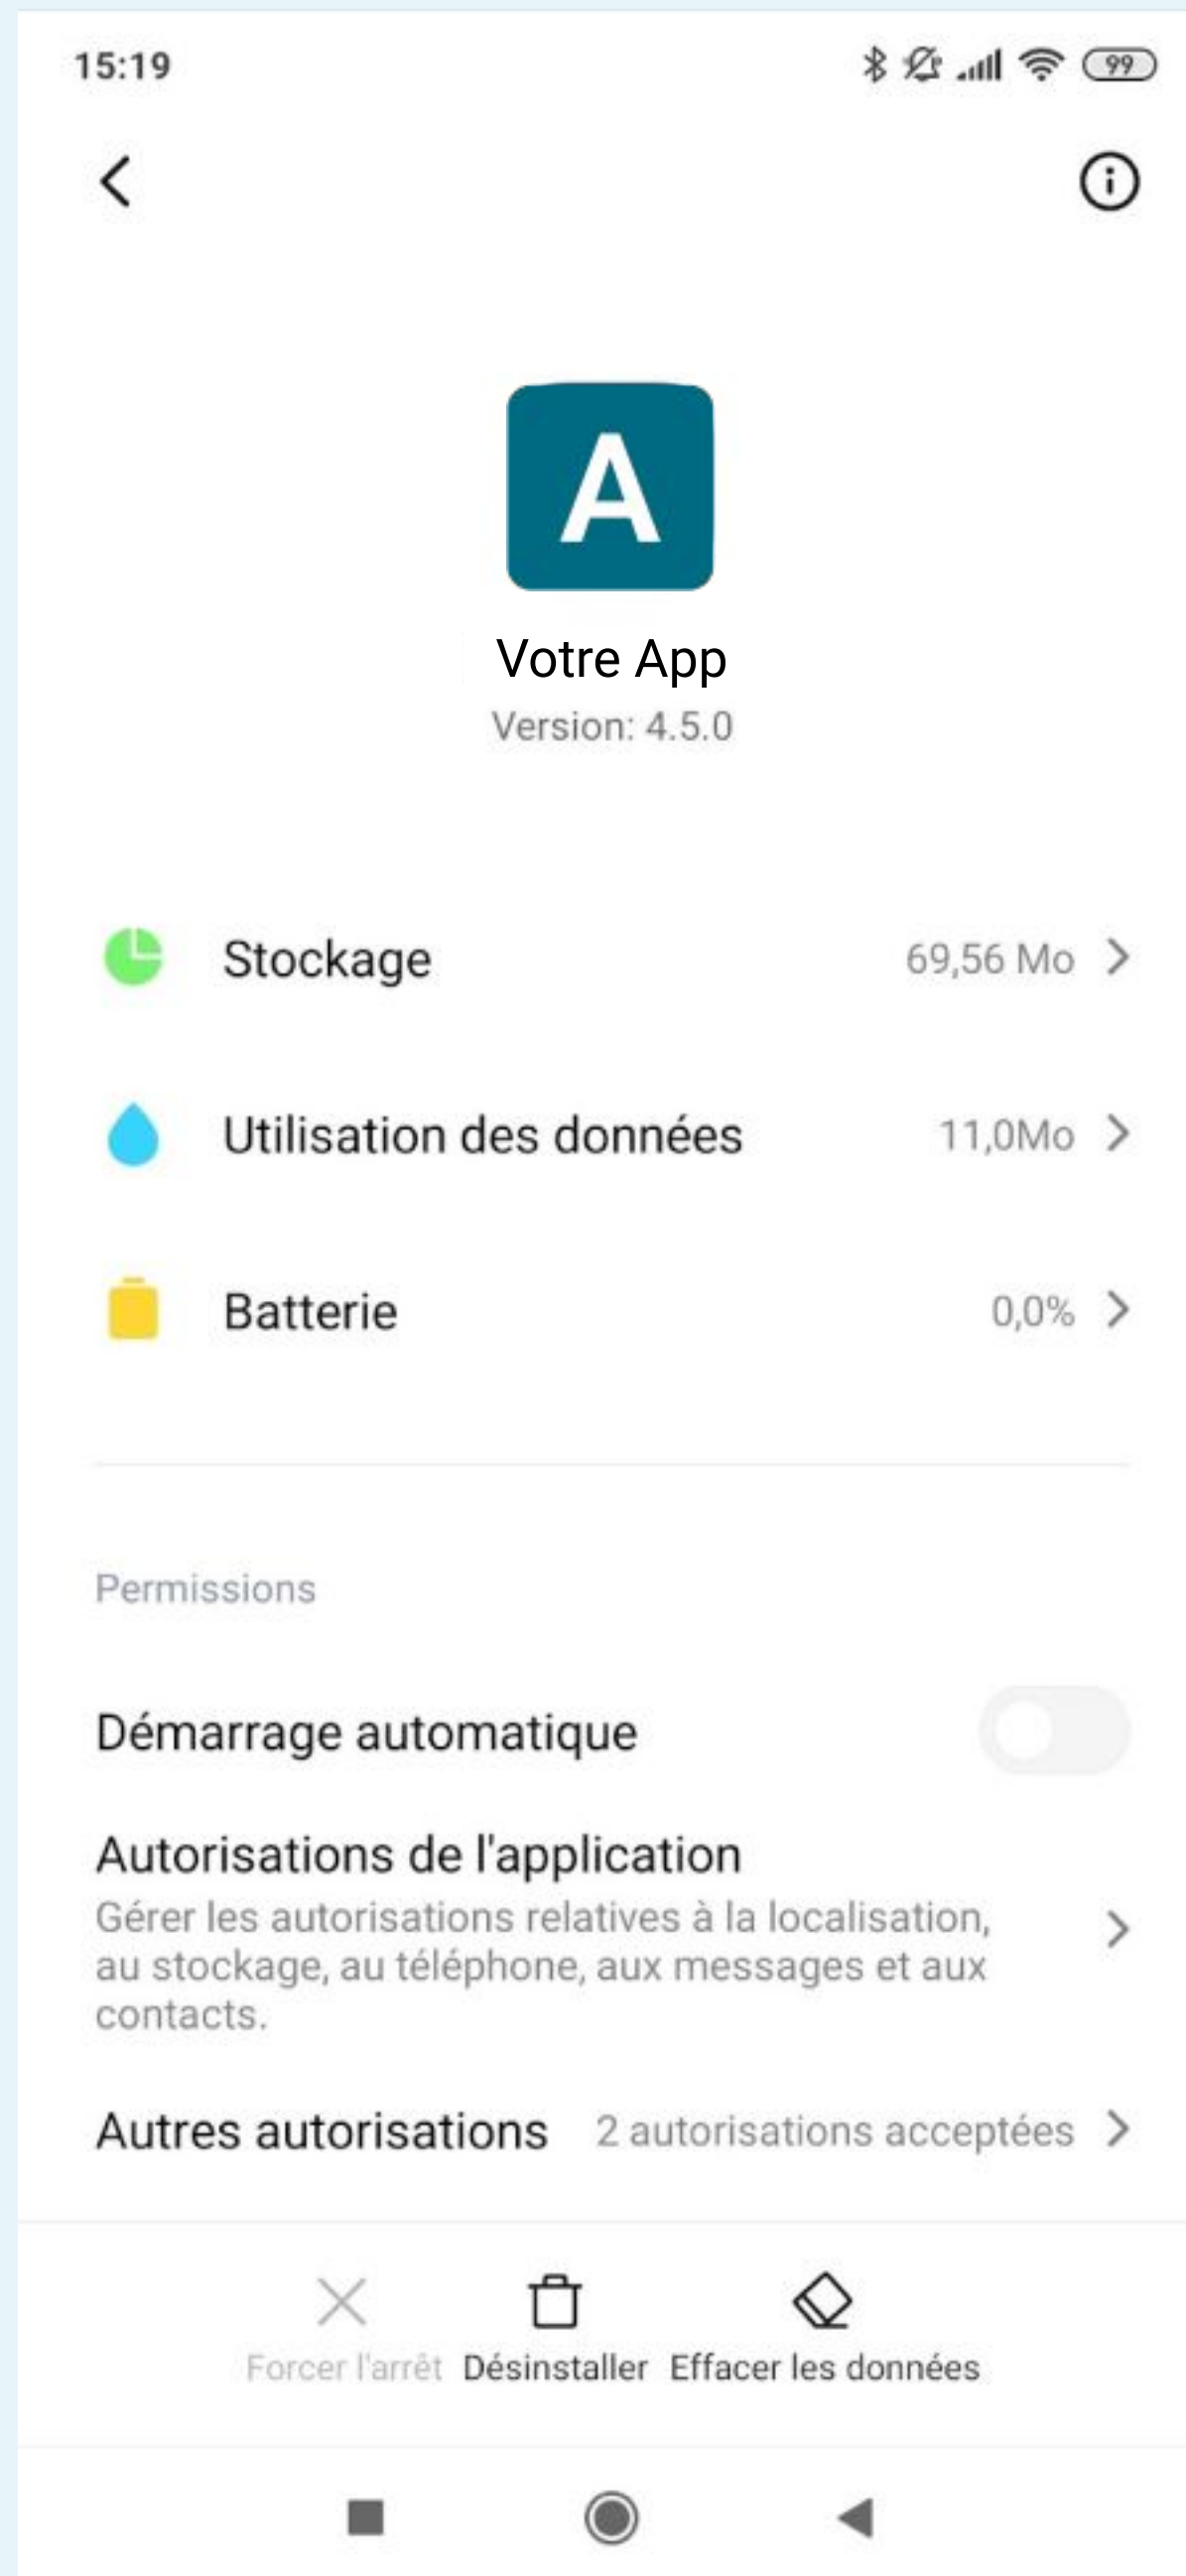 15:19
99
A
Votre App
Version: 4.5.0
Stockage 69,56 Mo
Utilisation des données 11,0Mo
Batterie 0,0%
Permissions
Démarrage automatique
Autorisations de l'application
Gérer les autorisations relatives à la localisation,
au stockage, au téléphone, aux messages et aux
contacts.
Autres autorisations 2 autorisations acceptées
Forcer l'arrêt Désinstaller Effacer les données